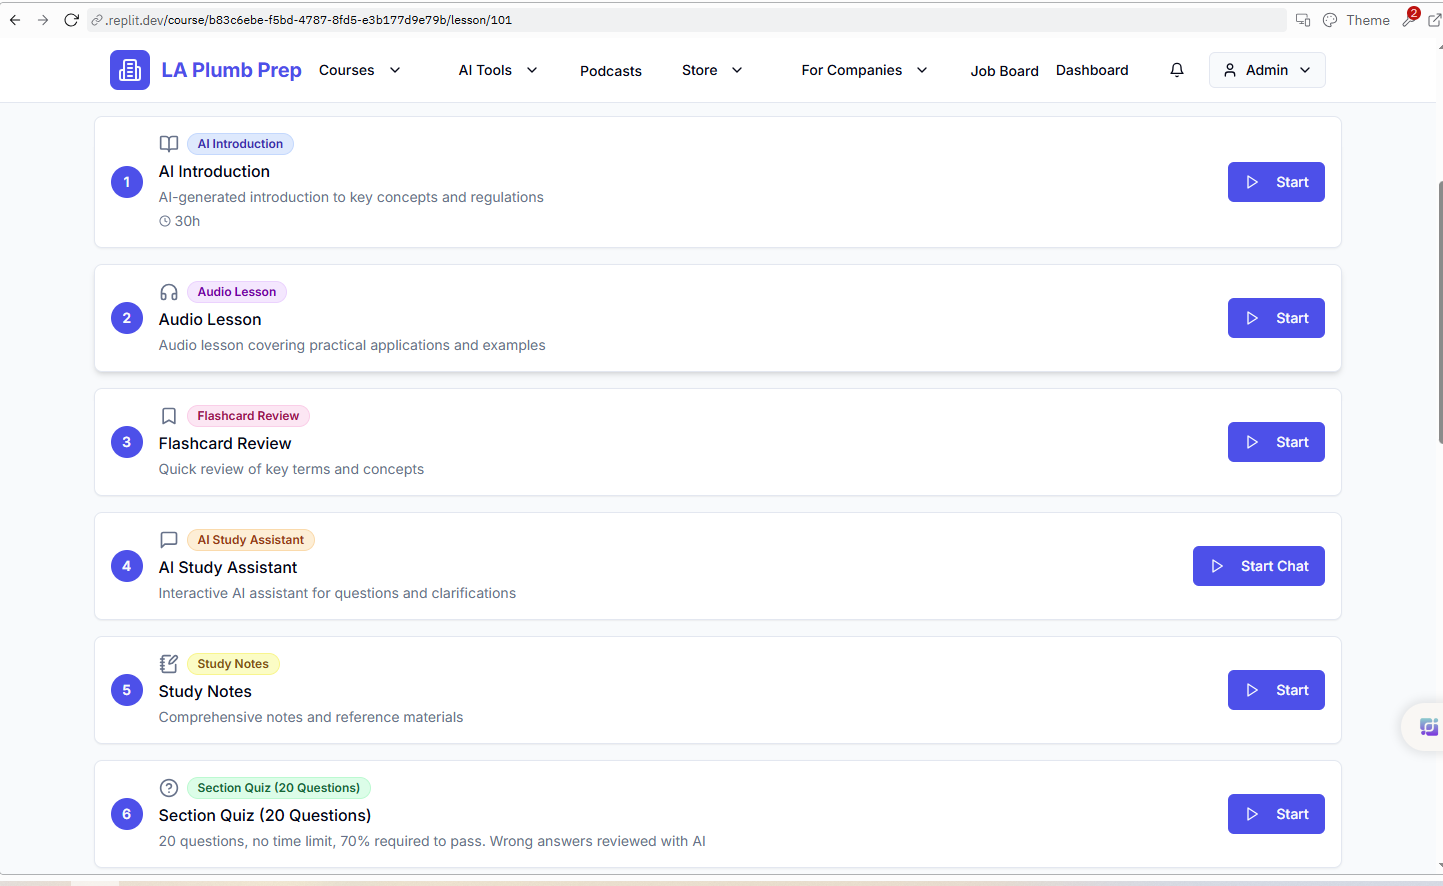 .replit.dev/course/b83c6ebe-f5bd-4787-8fd5-e3b177d9e79b/lesson/101
Theme
2
LA Plumb Prep
Courses
AI Tools
Podcasts
Store
For Companies
Job Board
Dashboard
Admin
AI Introduction
1
AI Introduction
AI-generated introduction to key concepts and regulations
30h
Start
Audio Lesson
2
Audio Lesson
Audio lesson covering practical applications and examples
Start
Flashcard Review
3
Flashcard Review
Quick review of key terms and concepts
Start
AI Study Assistant
4
AI Study Assistant
Interactive AI assistant for questions and clarifications
Start Chat
Study Notes
5
Study Notes
Comprehensive notes and reference materials
Start
Section Quiz (20 Questions)
6
Section Quiz (20 Questions)
20 questions, no time limit, 70% required to pass. Wrong answers reviewed with AI
Start